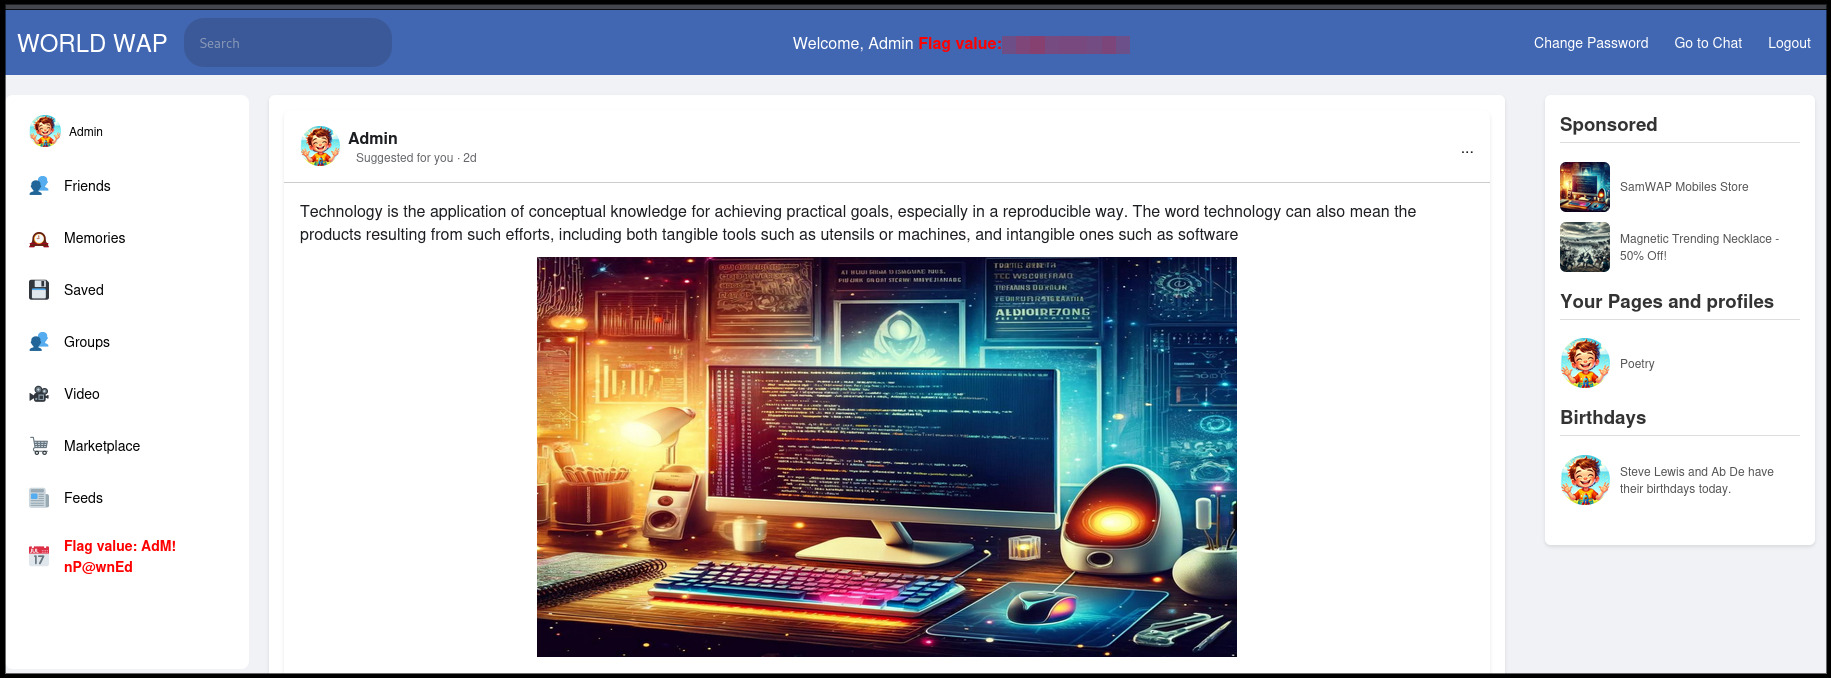 WORLD WAP
Search
Welcome, Admin Flag value:
Change Password
Go to Chat
Logout
Admin
Friends
Memories
Saved
Groups
Video
Marketplace
Feeds
Flag value: AdM!
nP@wnEd
Admin
Suggested for you · 2d
...
Technology is the application of conceptual knowledge for achieving practical goals, especially in a reproducible way. The word technology can also mean the
products resulting from such efforts, including both tangible tools such as utensils or machines, and intangible ones such as software
Sponsored
SamWAP Mobiles Store
Magnetic Trending Necklace -
50% Off!
Your Pages and profiles
Poetry
Birthdays
Steve Lewis and Ab De have
their birthdays today.